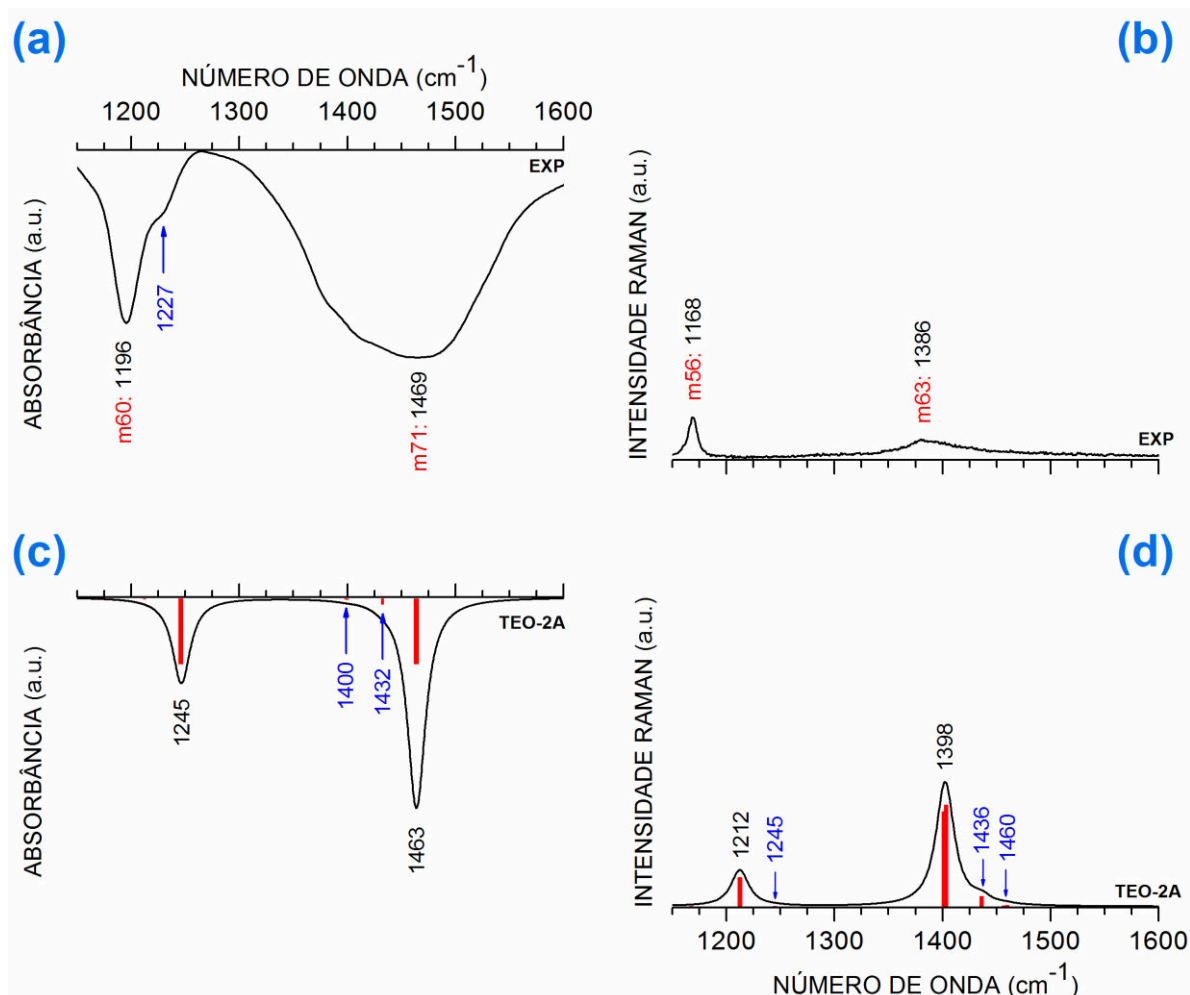 (a)
NÚMERO DE ONDA (cm-1)
1200 1300 1400 1500 1600
EXP
ABSORBÂNCIA (a.u.)
m60: 1196
1227
m71: 1469
(b)
INTENSIDADE RAMAN (a.u.)
m56: 1168
m63: 1386
EXP
(c)
TEO-2A
ABSORBÂNCIA (a.u.)
1245
1400
1432
1463
(d)
INTENSIDADE RAMAN (a.u.)
1212
1245
1398
1436
1460
TEO-2A
1200 1300 1400 1500 1600
NÚMERO DE ONDA (cm-1)